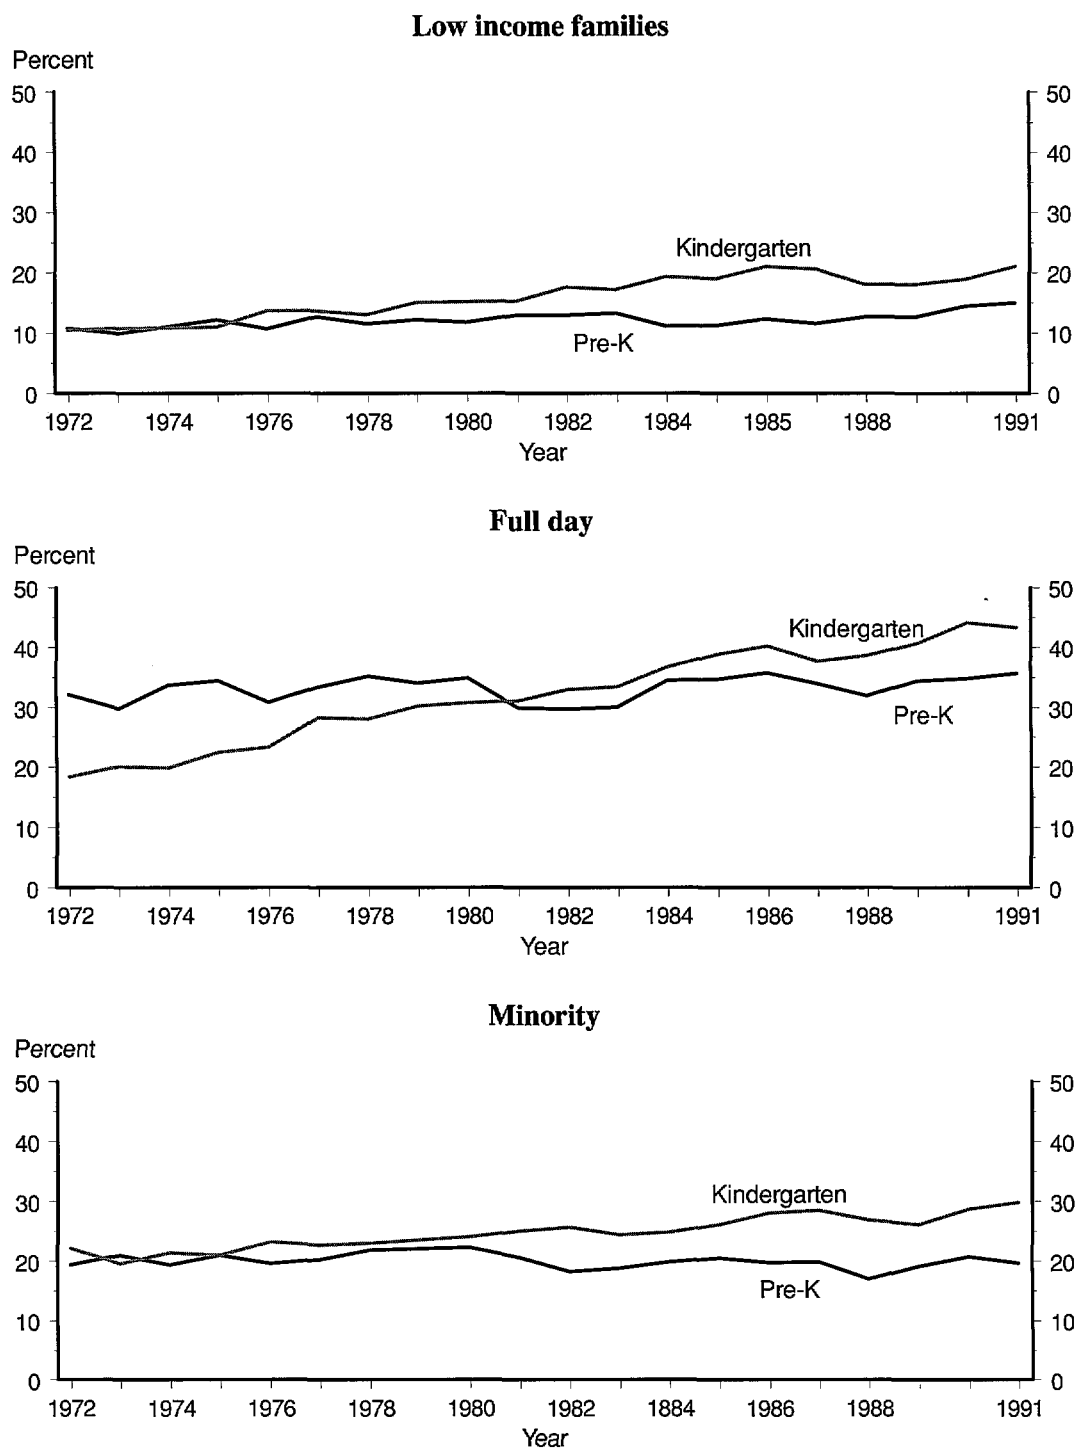 Low income families
Percent
50 50
40 40
30 30
Kindergarten
20 20
10 10
Pre-K
0 0
1972 1974 1976 1978 1980 1982 1984 1985 1988 1991
Year
Full day
Percent
50 50
Kindergarten
40 40
30 30
Pre-K
20 20
10 10
0 0
1972 1974 1976 1978 1980 1982 1984 1986 1988 1991
Year
Minority
Percent
50 50
40 40
30 30
Kindergarten
20 20
Pre-K
10 10
0 0
1972 1974 1976 1978 1980 1982 1884 1986 1988 1991
Year